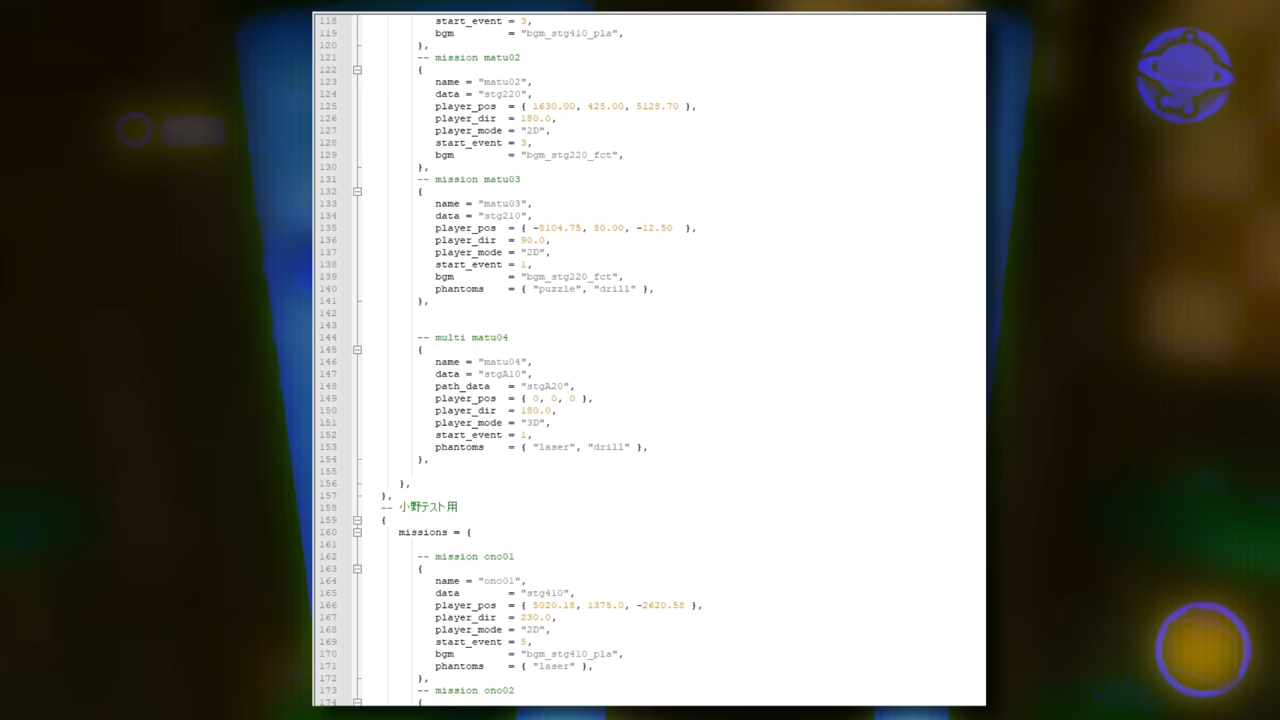 118 start_event = 3,
119 bgm = "bgm_stg410_pla",
120 },
121 -- mission matu02
122 {
123 name = "matu02",
124 data = "stg220",
125 player_pos = { 1630.00, 425.00, 5128.70 },
126 player_dir = 180.0,
127 player_mode = "2D",
128 start_event = 3,
129 bgm = "bgm_stg220_fct",
130 },
131 -- mission matu03
132 {
133 name = "matu03",
134 data = "stg210",
135 player_pos = { -8104.75, 80.00, -12.50 },
136 player_dir = 90.0,
137 player_mode = "2D",
138 start_event = 1,
139 bgm = "bgm_stg220_fct",
140 phantoms = { "puzzle", "drill" },
141 },
142
143
144 -- multi matu04
145 {
146 name = "matu04",
147 data = "stgA10",
148 path_data = "stgA20",
149 player_pos = { 0, 0, 0 },
150 player_dir = 180.0,
151 player_mode = "3D",
152 start_event = 1,
153 phantoms = { "laser", "drill" },
154 },
155
156 },
157 },
158 -- 小野テスト用
159 {
160 missions = {
161
162 -- mission ono01
163 {
164 name = "ono01",
165 data = "stg410",
166 player_pos = { 5020.18, 1375.0, -2620.58 },
167 player_dir = 230.0,
168 player_mode = "2D",
169 start_event = 5,
170 bgm = "bgm_stg410_pla",
171 phantoms = { "laser" },
172 },
173 -- mission ono02
174 {